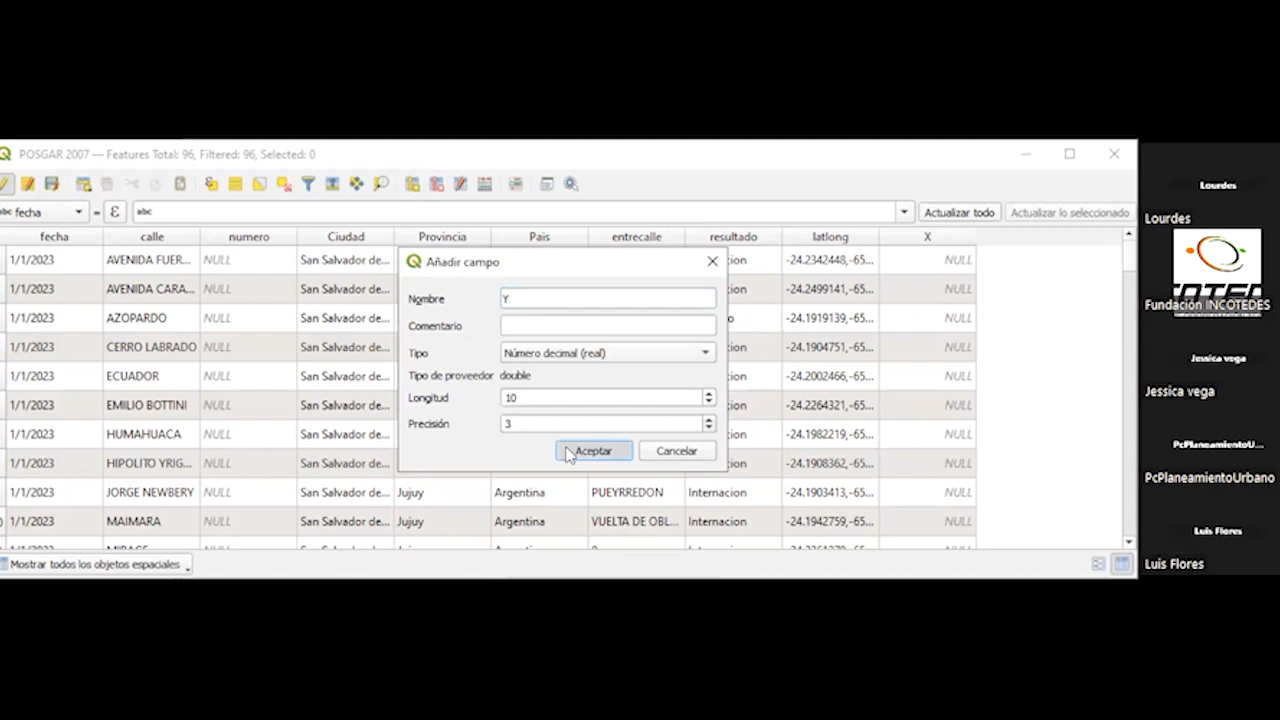 POSGAR 2007 — Features Total: 96, Filtered: 96, Selected: 0
abc fecha = ε abc Actualizar todo Actualizar lo seleccionado
fecha calle numero Ciudad Provincia Pais entrecalle resultado latlong X
1/1/2023 AVENIDA FUER... NULL San Salvador de... ion -24.2342448,-65... NULL
1/1/2023 AVENIDA CARA... NULL San Salvador de... ion -24.2499141,-65... NULL
1/1/2023 AZOPARDO NULL San Salvador de... o -24.1919139,-65... NULL
1/1/2023 CERRO LABRADO NULL San Salvador de... cion -24.1904751,-65... NULL
1/1/2023 ECUADOR NULL San Salvador de... cion -24.2002466,-65... NULL
1/1/2023 EMILIO BOTTINI NULL San Salvador de... cion -24.2264321,-65... NULL
1/1/2023 HUMAHUACA NULL San Salvador de... cion -24.1982219,-65... NULL
1/1/2023 HIPOLITO YRIG... NULL San Salvador de... cion -24.1908362,-65... NULL
1/1/2023 JORGE NEWBERY NULL San Salvador de... Jujuy Argentina PUEYRREDON Internacion -24.1903413,-65... NULL
1/1/2023 MAIMARA NULL San Salvador de... Jujuy Argentina VUELTA DE OBL... Internacion -24.1942759,-65... NULL
Mostrar todos los objetos espaciales
Añadir campo
Nombre Y
Comentario
Tipo Número decimal (real)
Tipo de proveedor double
Longitud 10
Precisión 3
Aceptar Cancelar
Lourdes
Lourdes
Fundación INCOTEDES
Jessica vega
Jessica vega
PcPlaneamientoU...
PcPlaneamientoUrbano
Luis Flores
Luis Flores